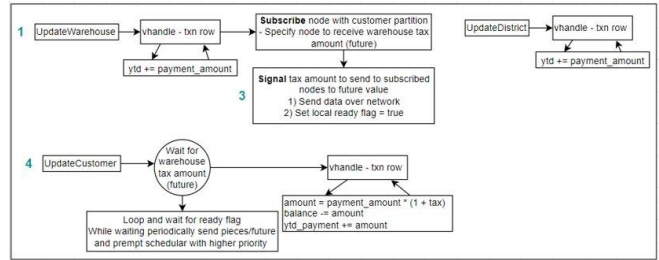 1
UpdateWarehouse
vhandle - txn row
ytd += payment_amount
Subscribe node with customer partition
- Specify node to receive warehouse tax
amount (future)
UpdateDistrict
vhandle - txn row
ytd += payment_amount
3
Signal tax amount to send to subscribed
nodes to future value
1) Send data over network
2) Set local ready flag = true
4
UpdateCustomer
Wait for
warehouse
tax amount
(future)
vhandle - txn row
Loop and wait for ready flag
While waiting periodically send pieces/future
and prempt schedular with higher priority
amount = payment_amount * (1 + tax)
balance -= amount
ytd_payment += amount